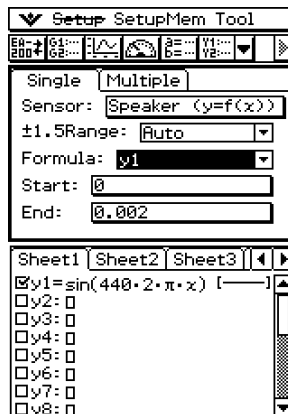 Setup SetupMem Tool
Single Multiple
Sensor: Speaker (y=f(x))
±1.5Range: Auto
Formula: y1
Start: 0
End: 0.002
Sheet1 Sheet2 Sheet3
y1=sin(440·2·π·x) [—]
y2:
y3:
y4:
y5:
y6:
y7:
y8: